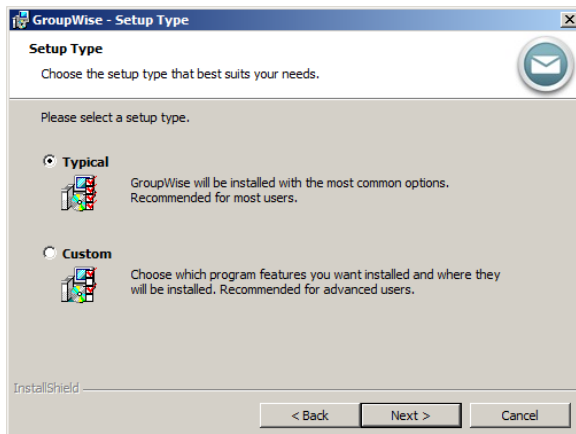 GroupWise - Setup Type
Setup Type
Choose the setup type that best suits your needs.
Please select a setup type.
Typical
GroupWise will be installed with the most common options.
Recommended for most users.
Custom
Choose which program features you want installed and where they
will be installed. Recommended for advanced users.
InstallShield
< Back
Next >
Cancel